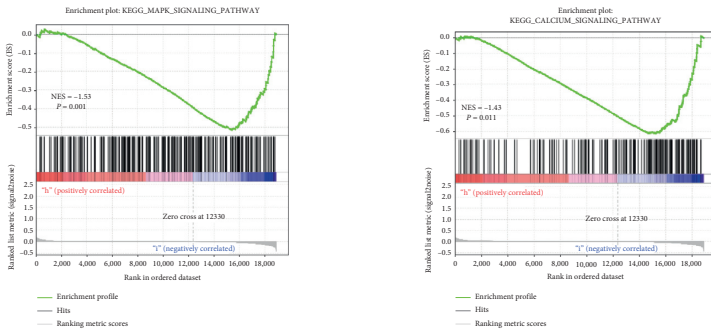 Enrichment plot: KEGG_MAPK_SIGNALING_PATHWAY
Enrichment score (ES)
0.0
–0.1
–0.2
–0.3
–0.4
–0.5
NES = –1.53
P = 0.001
Ranked list metric (signal2noise)
2.5
2.0
1.5
1.0
0.5
0.0
–0.5
"h" (positively correlated)
Zero cross at 12330
"i" (negatively correlated)
0 2,000 4,000 6,000 8,000 10,000 12,000 14,000 16,000 18,000
Rank in ordered dataset
Enrichment profile
Hits
Ranking metric scores
Enrichment plot:
KEGG_CALCIUM_SIGNALING_PATHWAY
Enrichment score (ES)
0.0
–0.1
–0.2
–0.3
–0.4
–0.5
–0.6
NES = –1.43
P = 0.011
Ranked list metric (signal2noise)
2.5
2.0
1.5
1.0
0.5
0.0
–0.5
"h" (positively correlated)
Zero cross at 12330
"i" (negatively correlated)
0 2,000 4,000 6,000 8,000 10,000 12,000 14,000 16,000 18,000
Rank in ordered dataset
Enrichment profile
Hits
Ranking metric scores